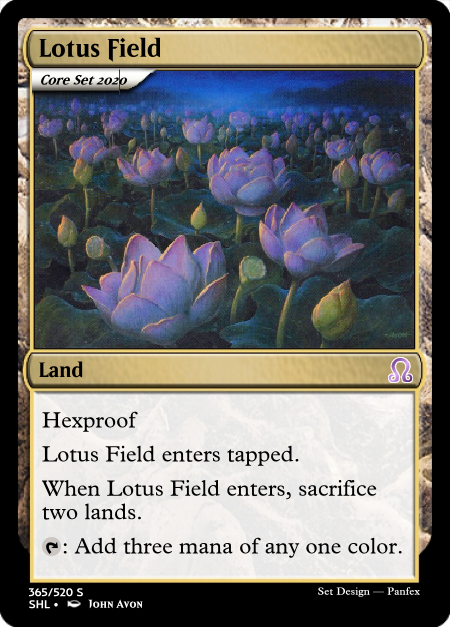 Lotus Field
Core Set 2020
Land
Hexproof
Lotus Field enters tapped.
When Lotus Field enters, sacrifice
two lands.
: Add three mana of any one color.
365/520 S
Set Design — Panfex
SHL • John Avon